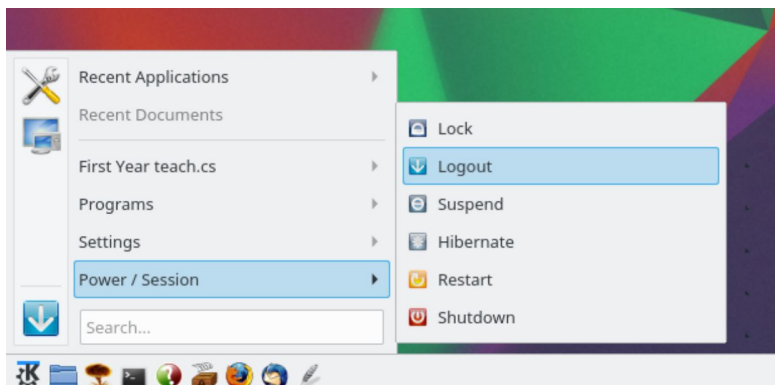 Recent Applications
Recent Documents
First Year teach.cs
Programs
Settings
Power / Session
Search...
Lock
Logout
Suspend
Hibernate
Restart
Shutdown